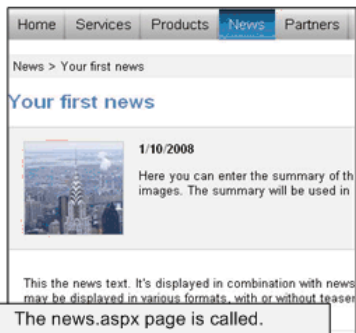 Home Services Products News Partners
News > Your first news
Your first news
1/10/2008
Here you can enter the summary of th
images. The summary will be used in
This the news text. It's displayed in combination with news
may be displayed in various formats, with or without teaser
The news.aspx page is called.